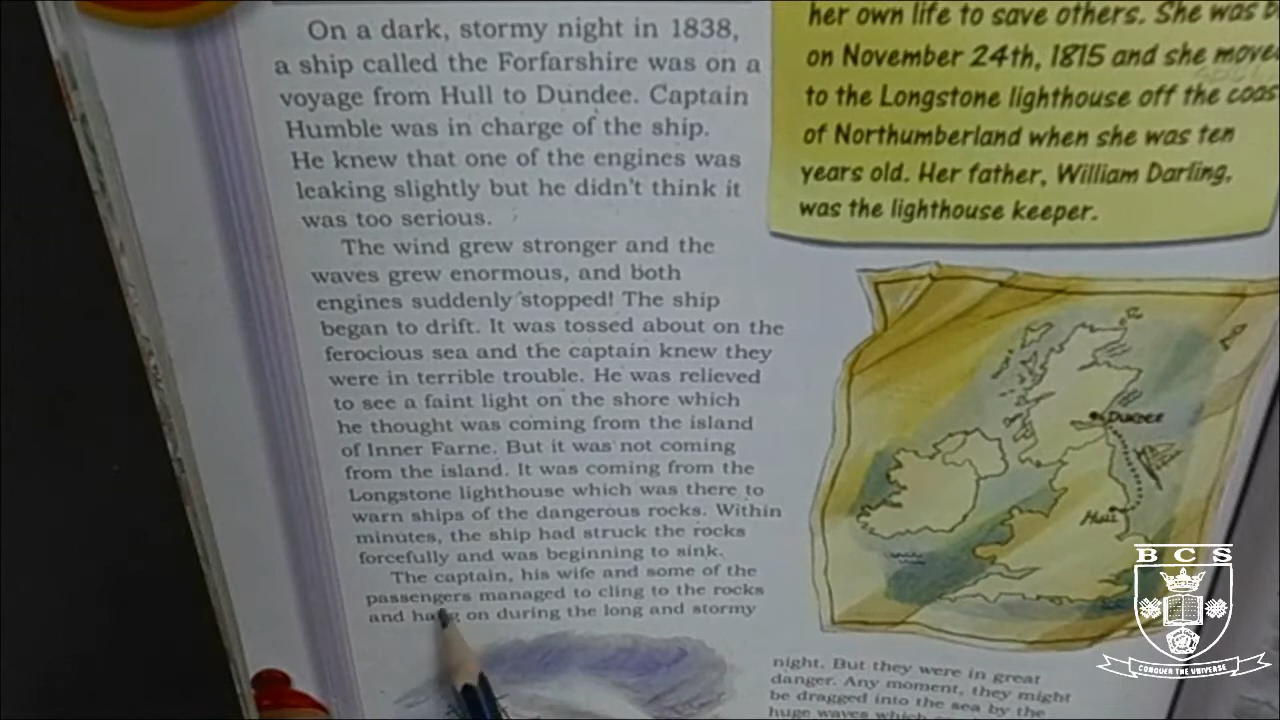 On a dark, stormy night in 1838,
a ship called the Forfarshire was on a
voyage from Hull to Dundee. Captain
Humble was in charge of the ship.
He knew that one of the engines was
leaking slightly but he didn't think it
was too serious.
The wind grew stronger and the
waves grew enormous, and both
engines suddenly stopped! The ship
began to drift. It was tossed about on the
ferocious sea and the captain knew they
were in terrible trouble. He was relieved
to see a faint light on the shore which
he thought was coming from the island
of Inner Farne. But it was not coming
from the island. It was coming from the
Longstone lighthouse which was there to
warn ships of the dangerous rocks. Within
minutes, the ship had struck the rocks
forcefully and was beginning to sink.
The captain, his wife and some of the
passengers managed to cling to the rocks
and hang on during the long and stormy
night. But they were in great
danger. Any moment, they might
be dragged into the sea by the
huge waves which
her own life to save others. She was
on November 24th, 1815 and she
to the Longstone lighthouse off the
of Northumberland when she was ten
years old. Her father, William Darling,
was the lighthouse keeper.
Dundee
Hull
BCS
CONQUER THE UNIVERSE